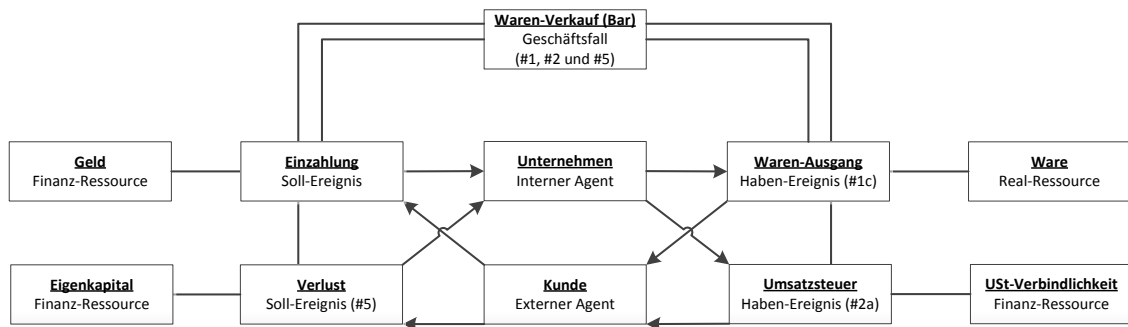 Waren-Verkauf (Bar)
Geschäftsfall
(#1, #2 und #5)
Geld
Finanz-Ressource
Einzahlung
Soll-Ereignis
Unternehmen
Interner Agent
Waren-Ausgang
Haben-Ereignis (#1c)
Ware
Real-Ressource
Eigenkapital
Finanz-Ressource
Verlust
Soll-Ereignis (#5)
Kunde
Externer Agent
Umsatzsteuer
Haben-Ereignis (#2a)
USt-Verbindlichkeit
Finanz-Ressource